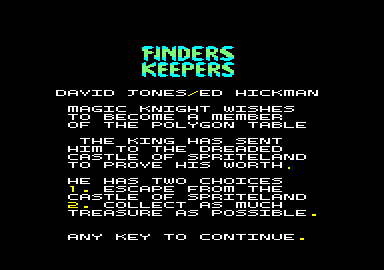 FINDERS
KEEPERS
DAVID JONES/ED HICKMAN
MAGIC KNIGHT WISHES
TO BECOME A MEMBER
OF THE POLYGON TABLE
THE KING HAS SENT
HIM TO THE DREADED
CASTLE OF SPRITELAND
TO PROVE HIS WORTH.
HE HAS TWO CHOICES
1. ESCAPE FROM THE
CASTLE OF SPRITELAND
2. COLLECT AS MUCH
TREASURE AS POSSIBLE.
ANY KEY TO CONTINUE.